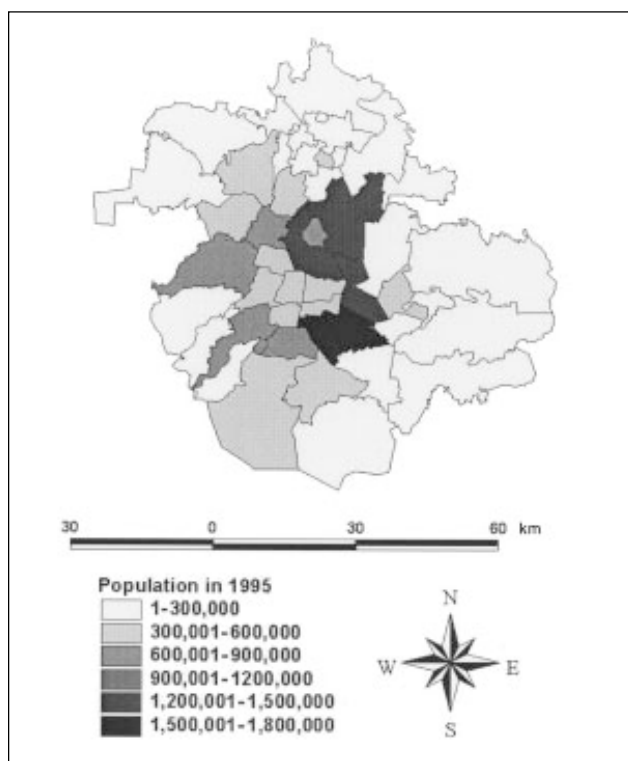 30 0 30 60 km
Population in 1995
1-300,000
300,001-600,000
600,001-900,000
900,001-1200,000
1,200,001-1,500,000
1,500,001-1,800,000
N
W E
S